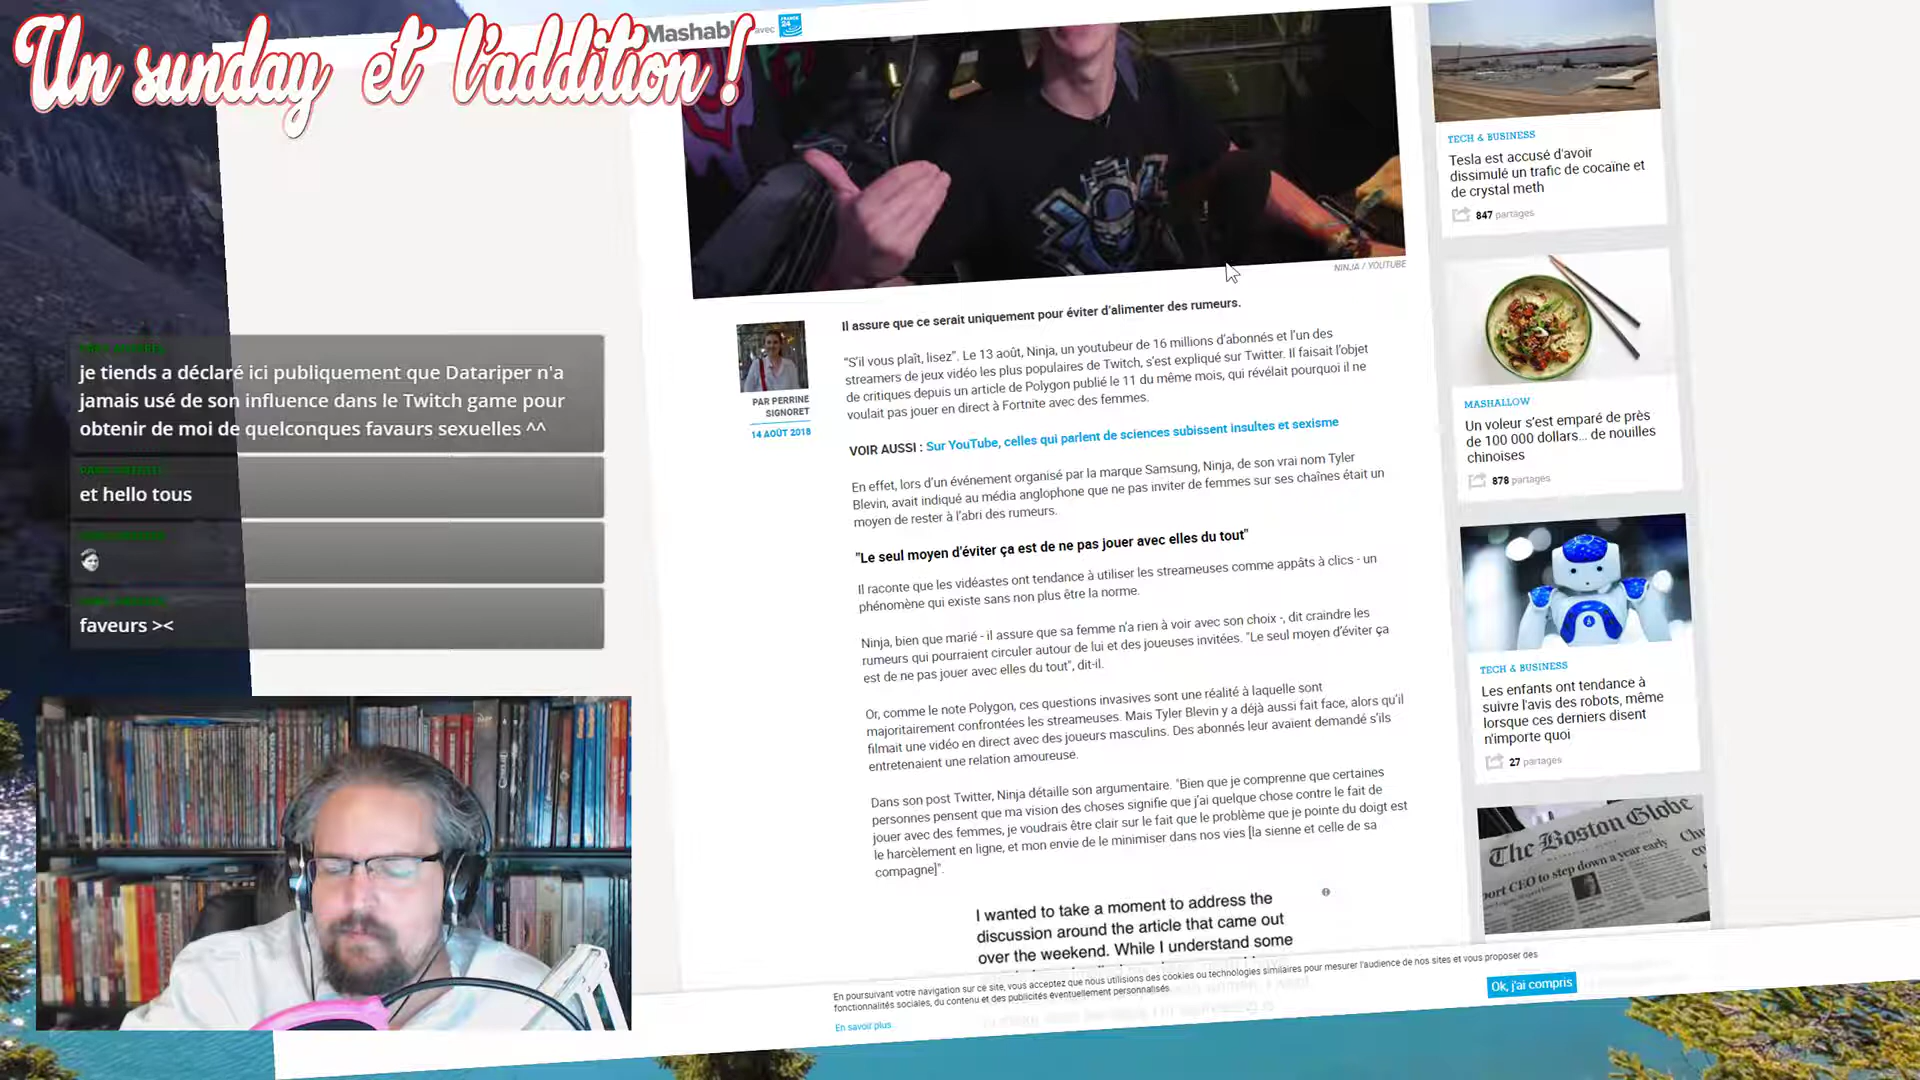 Un sunday et l'addition !
Mashabl avec FRANCE 24
je tiends a déclaré ici publiquement que Datariper n'a
jamais usé de son influence dans le Twitch game pour
obtenir de moi de quelconques favaurs sexuelles ^^
et hello tous
faveurs ><
NINJA / YOUTUBE
PAR PERRINE
SIGNORET
14 AOÛT 2018
Il assure que ce serait uniquement pour éviter d'alimenter des rumeurs.
"S'il vous plaît, lisez". Le 13 août, Ninja, un youtubeur de 16 millions d'abonnés et l'un des
streamers de jeux vidéo les plus populaires de Twitch, s'est expliqué sur Twitter. Il faisait l'objet
de critiques depuis un article de Polygon publié le 11 du même mois, qui révélait pourquoi il ne
voulait pas jouer en direct à Fortnite avec des femmes.
VOIR AUSSI : Sur YouTube, celles qui parlent de sciences subissent insultes et sexisme
En effet, lors d'un événement organisé par la marque Samsung, Ninja, de son vrai nom Tyler
Blevin, avait indiqué au média anglophone que ne pas inviter de femmes sur ses chaînes était un
moyen de rester à l'abri des rumeurs.
"Le seul moyen d'éviter ça est de ne pas jouer avec elles du tout"
Il raconte que les vidéastes ont tendance à utiliser les streameuses comme appâts à clics - un
phénomène qui existe sans non plus être la norme.
Ninja, bien que marié - il assure que sa femme n'a rien à voir avec son choix -, dit craindre les
rumeurs qui pourraient circuler autour de lui et des joueuses invitées. "Le seul moyen d'éviter ça
est de ne pas jouer avec elles du tout", dit-il.
Or, comme le note Polygon, ces questions invasives sont une réalité à laquelle sont
majoritairement confrontées les streameuses. Mais Tyler Blevin y a déjà aussi fait face, alors qu'il
filmait une vidéo en direct avec des joueurs masculins. Des abonnés leur avaient demandé s'ils
entretenaient une relation amoureuse.
Dans son post Twitter, Ninja détaille son argumentaire. "Bien que je comprenne que certaines
personnes pensent que ma vision des choses signifie que j'ai quelque chose contre le fait de
jouer avec des femmes, je voudrais être clair sur le fait que le problème que je pointe du doigt est
le harcèlement en ligne, et mon envie de le minimiser dans nos vies [la sienne et celle de sa
compagne]".
I wanted to take a moment to address the
discussion around the article that came out
over the weekend. While I understand some
TECH & BUSINESS
Tesla est accusé d'avoir
dissimulé un trafic de cocaïne et
de crystal meth
847 partages
MASHALLOW
Un voleur s'est emparé de près
de 100 000 dollars... de nouilles
chinoises
878 partages
TECH & BUSINESS
Les enfants ont tendance à
suivre l'avis des robots, même
lorsque ces derniers disent
n'importe quoi
27 partages
The Boston Globe
port CEO to step down a year early
En poursuivant votre navigation sur ce site, vous acceptez que nous utilisions des cookies ou technologies similaires pour mesurer l'audience de nos sites et vous proposer des
fonctionnalités sociales, du contenu et des publicités éventuellement personnalisés.
En savoir plus...
Ok, j'ai compris